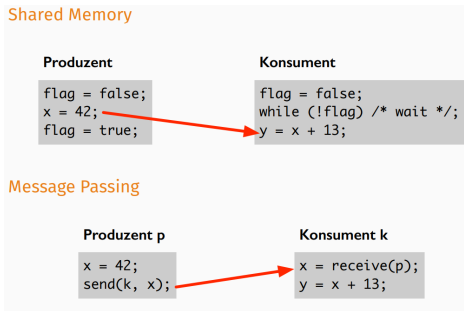 Shared Memory
Produzent
Konsument
flag = false;
x = 42;
flag = true;
flag = false;
while (!flag) /* wait */;
y = x + 13;
Message Passing
Produzent p
Konsument k
x = 42;
send(k, x);
x = receive(p);
y = x + 13;